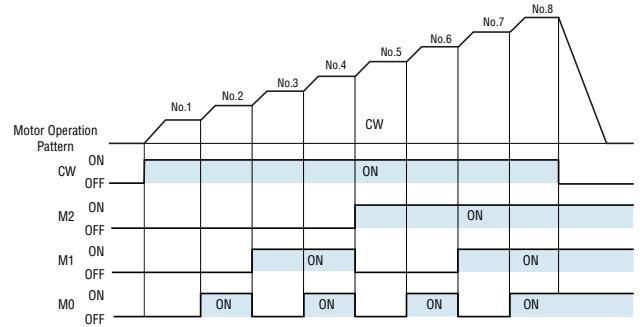 No.8
No.7
No.6
No.5
No.4
No.3
No.2
No.1
Motor Operation
Pattern
CW
CW ON
OFF
ON
M2 ON
OFF
ON
M1 ON
OFF
ON ON
M0 ON
OFF
ON ON ON ON